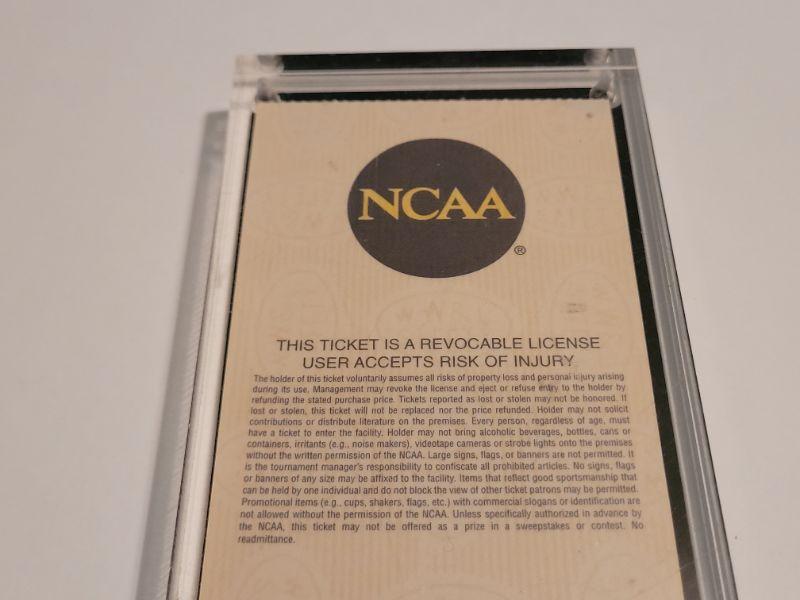 NCAA
®
THIS TICKET IS A REVOCABLE LICENSE
USER ACCEPTS RISK OF INJURY
The holder of this ticket voluntarily assumes all risks of property loss and personal injury arising
during its use. Management may revoke the license and eject or refuse entry to the holder by
refunding the stated purchase price. Tickets reported as lost or stolen may not be honored. If
lost or stolen, this ticket will not be replaced nor the price refunded. Holder may not solicit
contributions or distribute literature on the premises. Every person, regardless of age, must
have a ticket to enter the facility. Holder may not bring alcoholic beverages, bottles, cans or
containers, irritants (e.g., noise makers), videotape cameras or strobe lights onto the premises
without the written permission of the NCAA. Large signs, flags, or banners are not permitted. It
is the tournament manager's responsibility to confiscate all prohibited articles. No signs, flags
or banners of any size may be affixed to the facility. Items that reflect good sportsmanship that
can be held by one individual and do not block the view of other ticket patrons may be permitted.
Promotional items (e.g., cups, shakers, flags, etc.) with commercial slogans or identification are
not allowed without the permission of the NCAA. Unless specifically authorized in advance by
the NCAA, this ticket may not be offered as a prize in a sweepstakes or contest. No
readmittance.